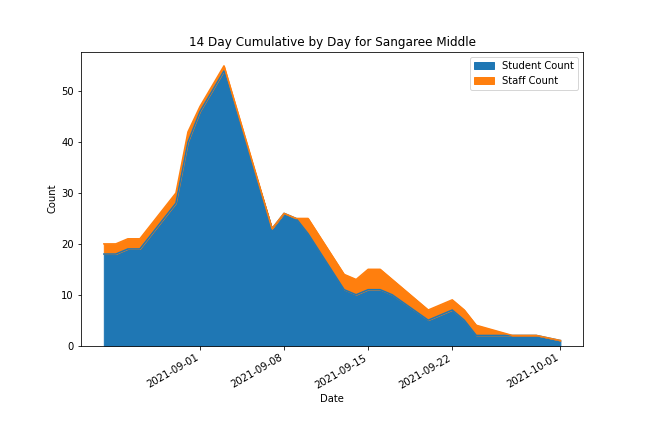 14 Day Cumulative by Day for Sangaree Middle
Student Count
Staff Count
Count
50
40
30
20
10
0
2021-09-01
2021-09-08
2021-09-15
2021-09-22
2021-10-01
Date